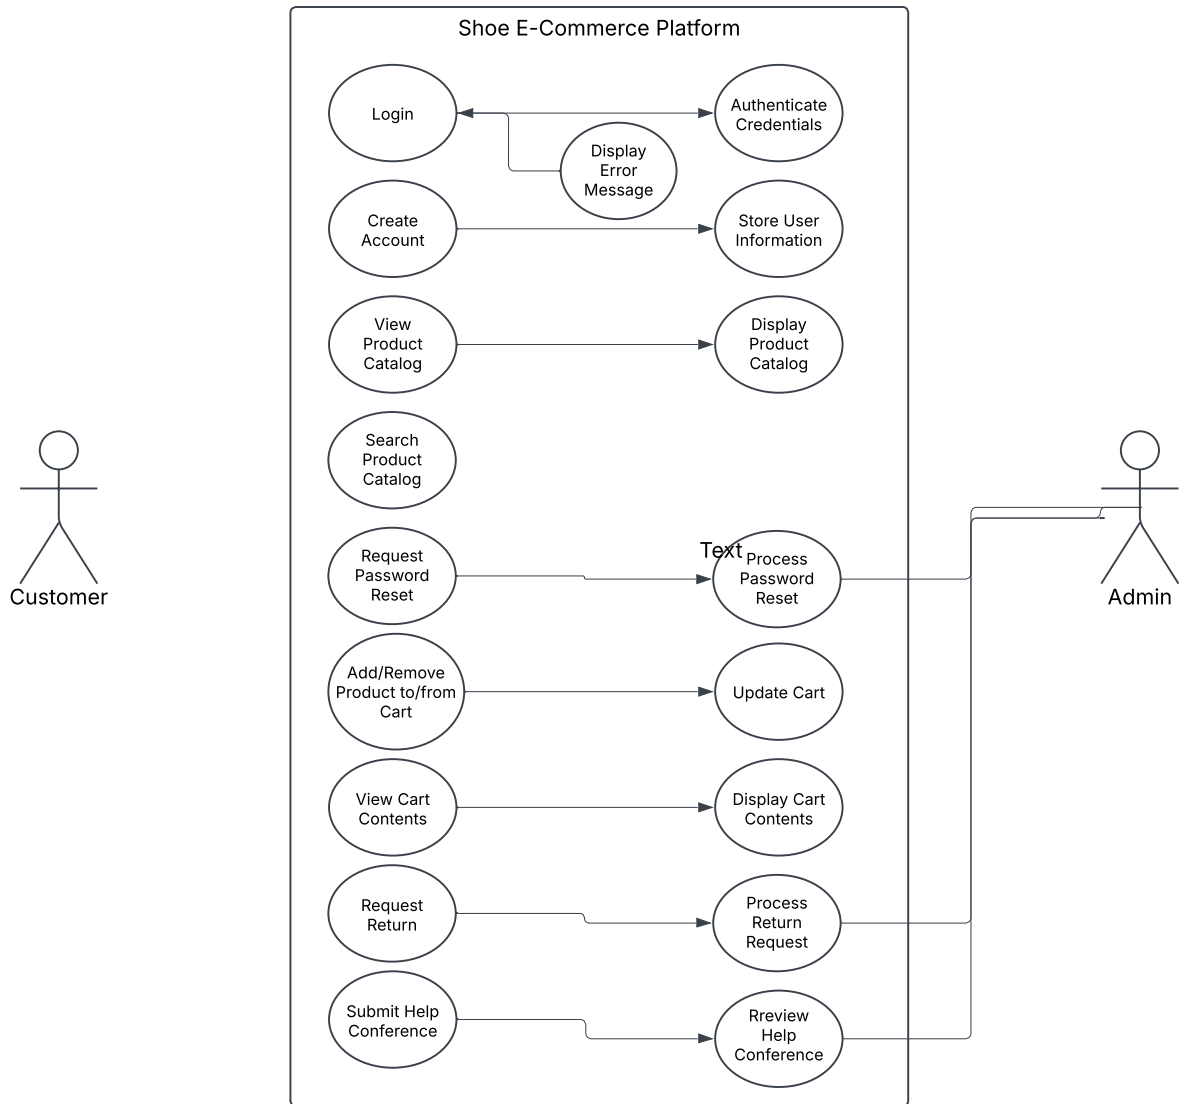 Shoe E-Commerce Platform
Login
Authenticate
Credentials
Display
Error
Message
Create
Account
Store User
Information
View
Product
Catalog
Display
Product
Catalog
Search
Product
Catalog
Customer
Admin
Request
Password
Reset
Text
Process
Password
Reset
Add/Remove
Product to/from
Cart
Update Cart
View Cart
Contents
Display Cart
Contents
Request
Return
Process
Return
Request
Submit Help
Conference
Rreview
Help
Conference